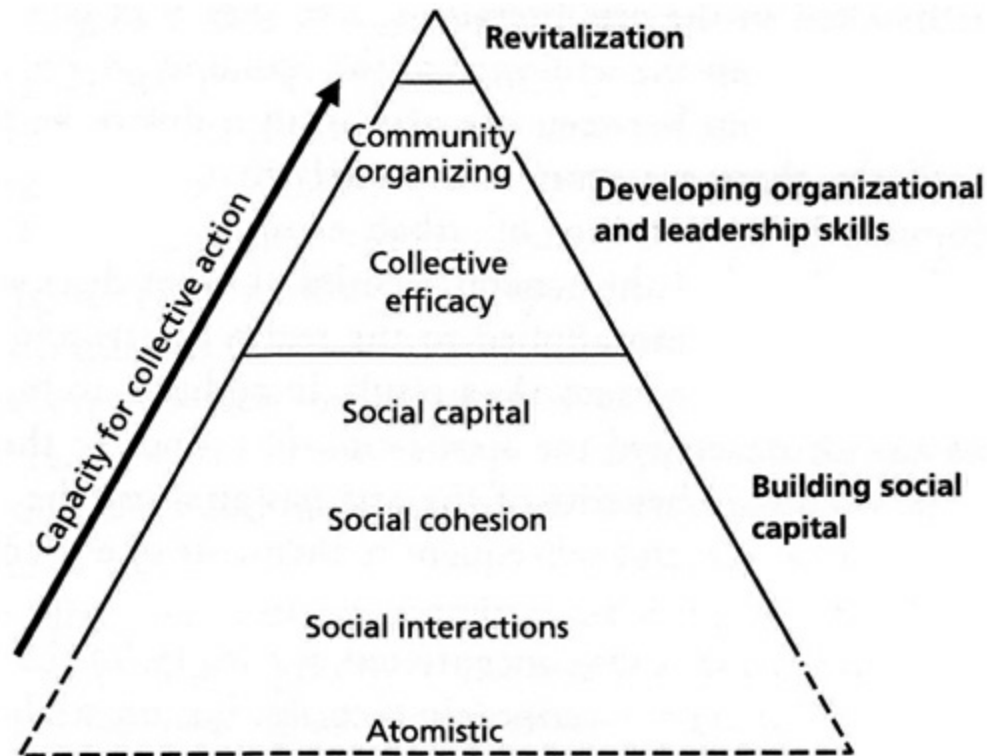 Revitalization
Community
organizing
Developing organizational
and leadership skills
Capacity for collective action
Collective
efficacy
Social capital
Building social
capital
Social cohesion
Social interactions
Atomistic